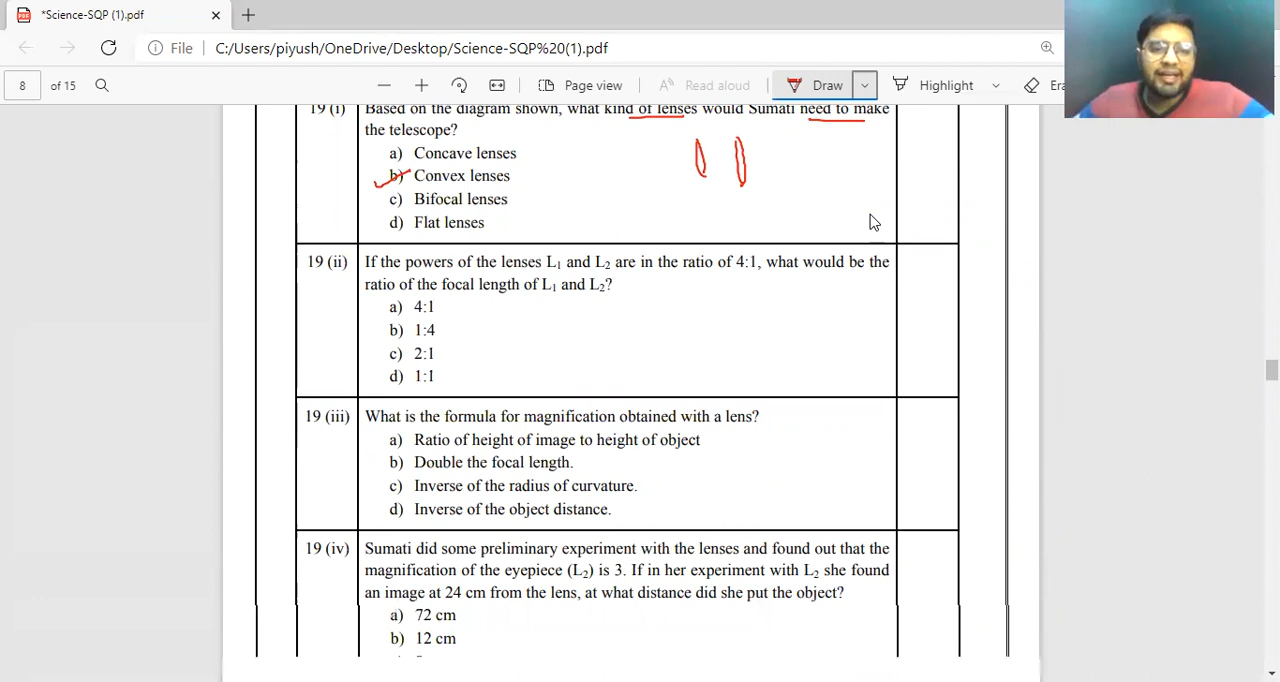 *Science-SQP (1).pdf
File C:/Users/piyush/OneDrive/Desktop/Science-SQP%20(1).pdf
8 of 15 Page view Read aloud Draw Highlight
19 (i) Based on the diagram shown, what kind of lenses would Sumati need to make
the telescope?
a) Concave lenses
b) Convex lenses
c) Bifocal lenses
d) Flat lenses
19 (ii) If the powers of the lenses L₁ and L₂ are in the ratio of 4:1, what would be the
ratio of the focal length of L₁ and L₂?
a) 4:1
b) 1:4
c) 2:1
d) 1:1
19 (iii) What is the formula for magnification obtained with a lens?
a) Ratio of height of image to height of object
b) Double the focal length.
c) Inverse of the radius of curvature.
d) Inverse of the object distance.
19 (iv) Sumati did some preliminary experiment with the lenses and found out that the
magnification of the eyepiece (L₂) is 3. If in her experiment with L₂ she found
an image at 24 cm from the lens, at what distance did she put the object?
a) 72 cm
b) 12 cm